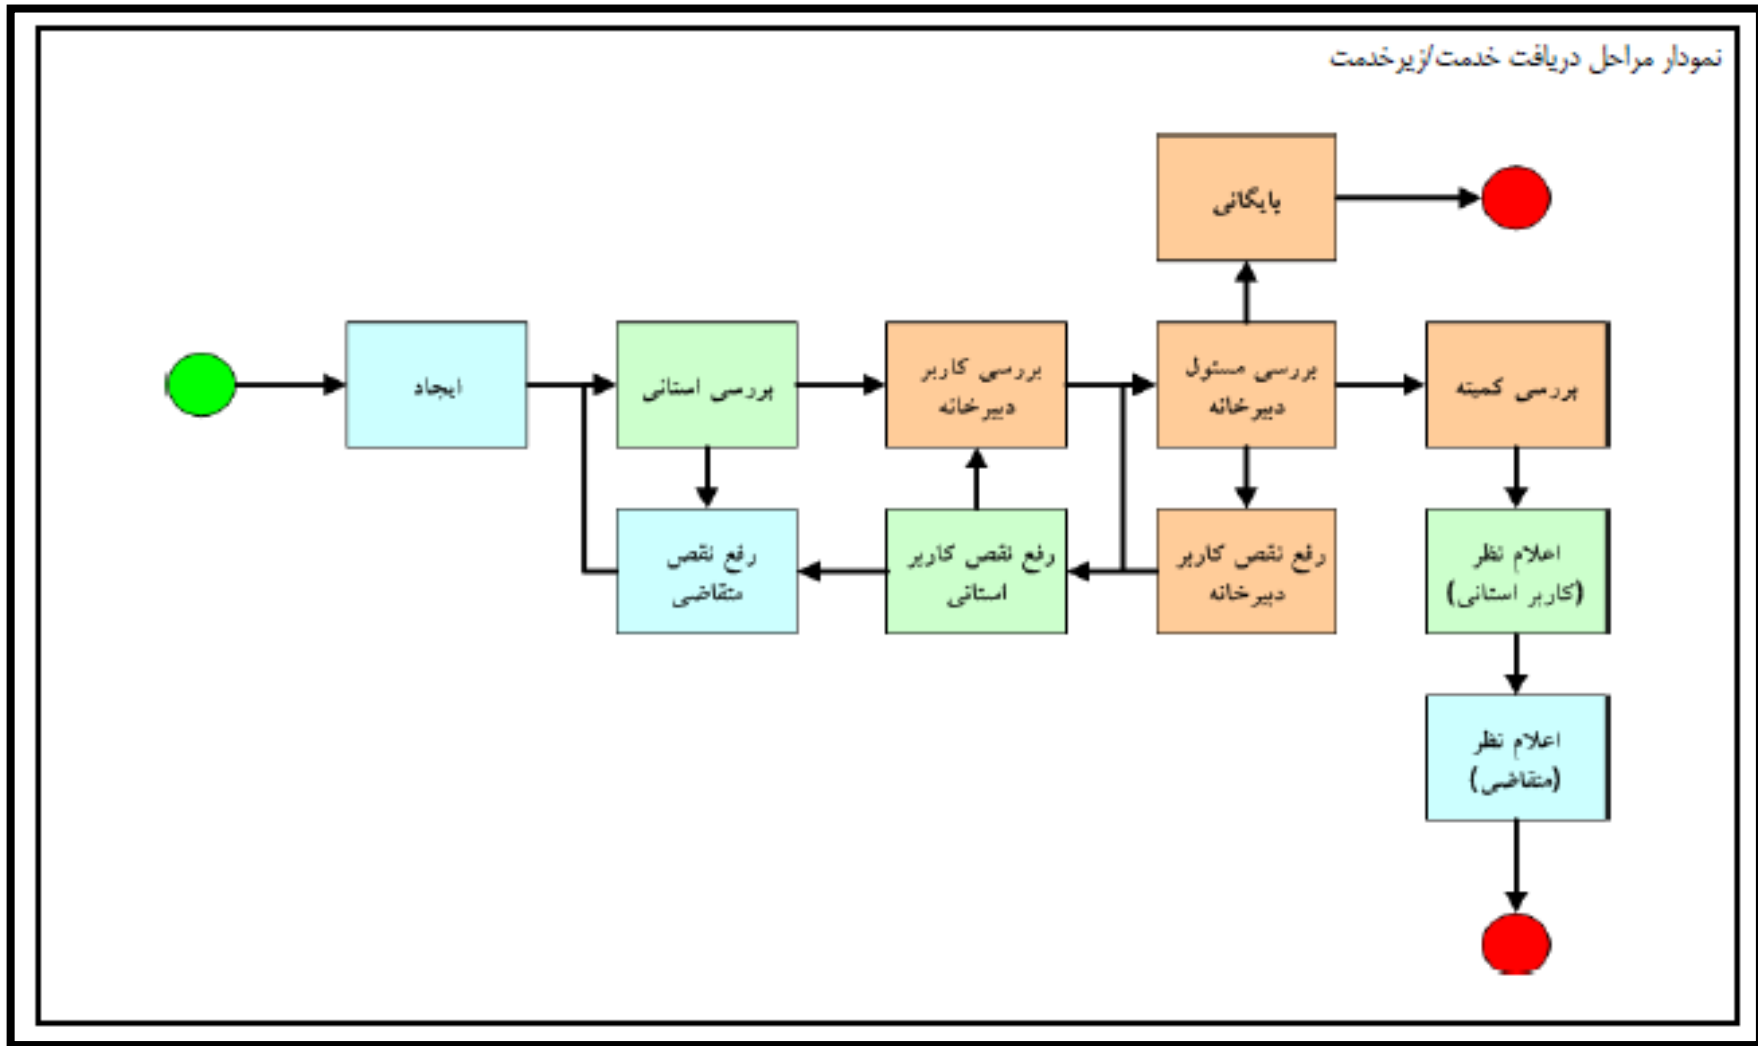 نمودار مراحل دریافت خدمت/زیرخدمت
بایگانی
ایجاد
بررسی استانی
بررسی کاربر
دبیرخانه
بررسی مسئول
دبیرخانه
بررسی کمیته
رفع نقص
متقاضی
رفع نقص کاربر
استانی
رفع نقص کاربر
دبیرخانه
اعلام نظر
(کاربر استانی)
اعلام نظر
(متقاضی)